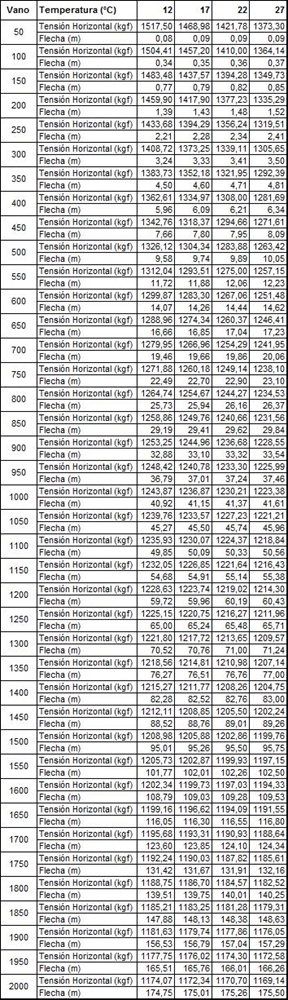 Vano Temperatura (ºC) 12 17 22 27
50 Tensión Horizontal (kgf) 1517,50 1468,98 1421,78 1373,30
Flecha (m) 0,08 0,09 0,09 0,09
100 Tensión Horizontal (kgf) 1504,41 1457,20 1410,00 1364,14
Flecha (m) 0,34 0,35 0,36 0,37
150 Tensión Horizontal (kgf) 1483,48 1437,57 1394,28 1349,73
Flecha (m) 0,77 0,79 0,82 0,85
200 Tensión Horizontal (kgf) 1459,90 1417,90 1377,23 1335,29
Flecha (m) 1,39 1,43 1,48 1,52
250 Tensión Horizontal (kgf) 1433,68 1394,29 1356,24 1319,51
Flecha (m) 2,21 2,28 2,34 2,41
300 Tensión Horizontal (kgf) 1408,72 1373,25 1339,11 1305,65
Flecha (m) 3,24 3,33 3,41 3,50
350 Tensión Horizontal (kgf) 1383,73 1352,18 1321,95 1292,39
Flecha (m) 4,50 4,60 4,71 4,81
400 Tensión Horizontal (kgf) 1362,61 1334,97 1308,00 1281,69
Flecha (m) 5,96 6,09 6,21 6,34
450 Tensión Horizontal (kgf) 1342,76 1318,37 1294,66 1271,61
Flecha (m) 7,66 7,80 7,95 8,09
500 Tensión Horizontal (kgf) 1326,12 1304,34 1283,88 1263,42
Flecha (m) 9,58 9,74 9,89 10,05
550 Tensión Horizontal (kgf) 1312,04 1293,51 1275,00 1257,15
Flecha (m) 11,72 11,88 12,06 12,23
600 Tensión Horizontal (kgf) 1299,87 1283,30 1267,06 1251,48
Flecha (m) 14,07 14,26 14,44 14,62
650 Tensión Horizontal (kgf) 1288,96 1274,34 1260,37 1246,41
Flecha (m) 16,66 16,85 17,04 17,23
700 Tensión Horizontal (kgf) 1279,95 1266,96 1254,29 1241,95
Flecha (m) 19,46 19,66 19,86 20,06
750 Tensión Horizontal (kgf) 1271,88 1260,18 1249,14 1238,10
Flecha (m) 22,49 22,70 22,90 23,10
800 Tensión Horizontal (kgf) 1264,74 1254,67 1244,27 1234,53
Flecha (m) 25,73 25,94 26,16 26,37
850 Tensión Horizontal (kgf) 1258,86 1249,76 1240,66 1231,56
Flecha (m) 29,19 29,41 29,62 29,84
900 Tensión Horizontal (kgf) 1253,25 1244,96 1236,68 1228,55
Flecha (m) 32,88 33,10 33,32 33,54
950 Tensión Horizontal (kgf) 1248,42 1240,78 1233,30 1225,99
Flecha (m) 36,79 37,01 37,24 37,46
1000 Tensión Horizontal (kgf) 1243,87 1236,87 1230,21 1223,38
Flecha (m) 40,92 41,15 41,37 41,61
1050 Tensión Horizontal (kgf) 1239,76 1233,57 1227,23 1221,21
Flecha (m) 45,27 45,50 45,74 45,96
1100 Tensión Horizontal (kgf) 1235,93 1230,07 1224,37 1218,84
Flecha (m) 49,85 50,09 50,33 50,56
1150 Tensión Horizontal (kgf) 1232,05 1226,85 1221,64 1216,43
Flecha (m) 54,68 54,91 55,14 55,38
1200 Tensión Horizontal (kgf) 1228,63 1223,74 1219,02 1214,30
Flecha (m) 59,72 59,96 60,19 60,43
1250 Tensión Horizontal (kgf) 1225,15 1220,75 1216,27 1211,96
Flecha (m) 65,00 65,24 65,48 65,71
1300 Tensión Horizontal (kgf) 1221,80 1217,72 1213,65 1209,57
Flecha (m) 70,52 70,76 71,00 71,24
1350 Tensión Horizontal (kgf) 1218,56 1214,81 1210,98 1207,14
Flecha (m) 76,27 76,51 76,76 77,00
1400 Tensión Horizontal (kgf) 1215,27 1211,77 1208,26 1204,75
Flecha (m) 82,28 82,52 82,76 83,00
1450 Tensión Horizontal (kgf) 1212,11 1208,85 1205,50 1202,24
Flecha (m) 88,52 88,76 89,01 89,26
1500 Tensión Horizontal (kgf) 1208,98 1205,88 1202,86 1199,76
Flecha (m) 95,01 95,26 95,50 95,75
1550 Tensión Horizontal (kgf) 1205,73 1202,87 1199,93 1197,15
Flecha (m) 101,77 102,01 102,26 102,50
1600 Tensión Horizontal (kgf) 1202,34 1199,73 1197,03 1194,33
Flecha (m) 108,79 109,03 109,28 109,53
1650 Tensión Horizontal (kgf) 1199,16 1196,62 1194,09 1191,55
Flecha (m) 116,05 116,30 116,55 116,80
1700 Tensión Horizontal (kgf) 1195,68 1193,31 1190,93 1188,64
Flecha (m) 123,60 123,85 124,10 124,34
1750 Tensión Horizontal (kgf) 1192,24 1190,03 1187,82 1185,61
Flecha (m) 131,42 131,67 131,91 132,16
1800 Tensión Horizontal (kgf) 1188,75 1186,70 1184,57 1182,52
Flecha (m) 139,51 139,75 140,01 140,25
1850 Tensión Horizontal (kgf) 1185,21 1183,25 1181,28 1179,31
Flecha (m) 147,88 148,13 148,38 148,63
1900 Tensión Horizontal (kgf) 1181,63 1179,74 1177,86 1176,05
Flecha (m) 156,53 156,79 157,04 157,29
1950 Tensión Horizontal (kgf) 1177,75 1176,02 1174,30 1172,58
Flecha (m) 165,51 165,76 166,01 166,26
2000 Tensión Horizontal (kgf) 1174,07 1172,34 1170,70 1169,14
Flecha (m) 174,75 175,01 175,26 175,50